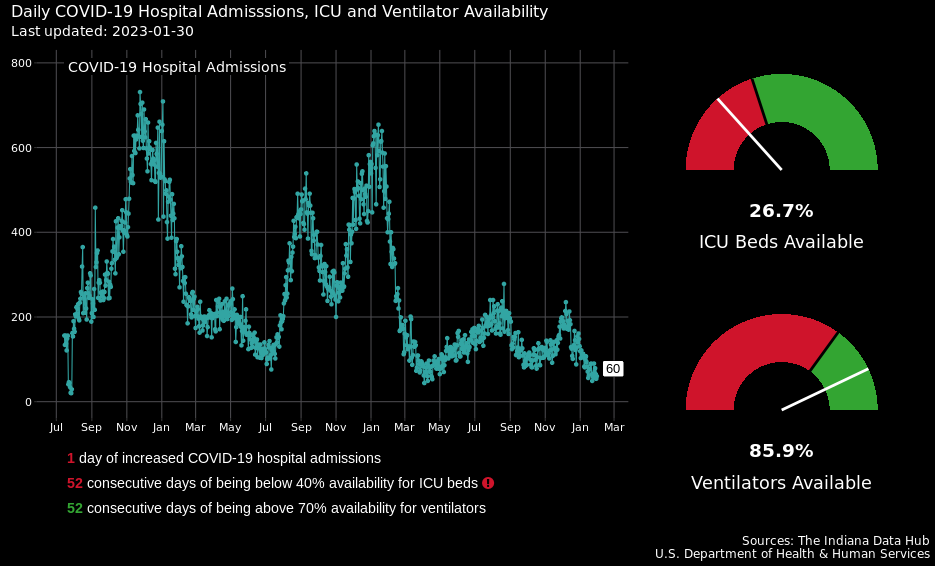 Daily COVID-19 Hospital Admisssions, ICU and Ventilator Availability
Last updated: 2023-01-30
COVID-19 Hospital Admissions
800
600
400
200
0
60
Jul Sep Nov Jan Mar May Jul Sep Nov Jan Mar May Jul Sep Nov Jan Mar
26.7%
ICU Beds Available
85.9%
Ventilators Available
1 day of increased COVID-19 hospital admissions
52 consecutive days of being below 40% availability for ICU beds !
52 consecutive days of being above 70% availability for ventilators
Sources: The Indiana Data Hub
U.S. Department of Health & Human Services